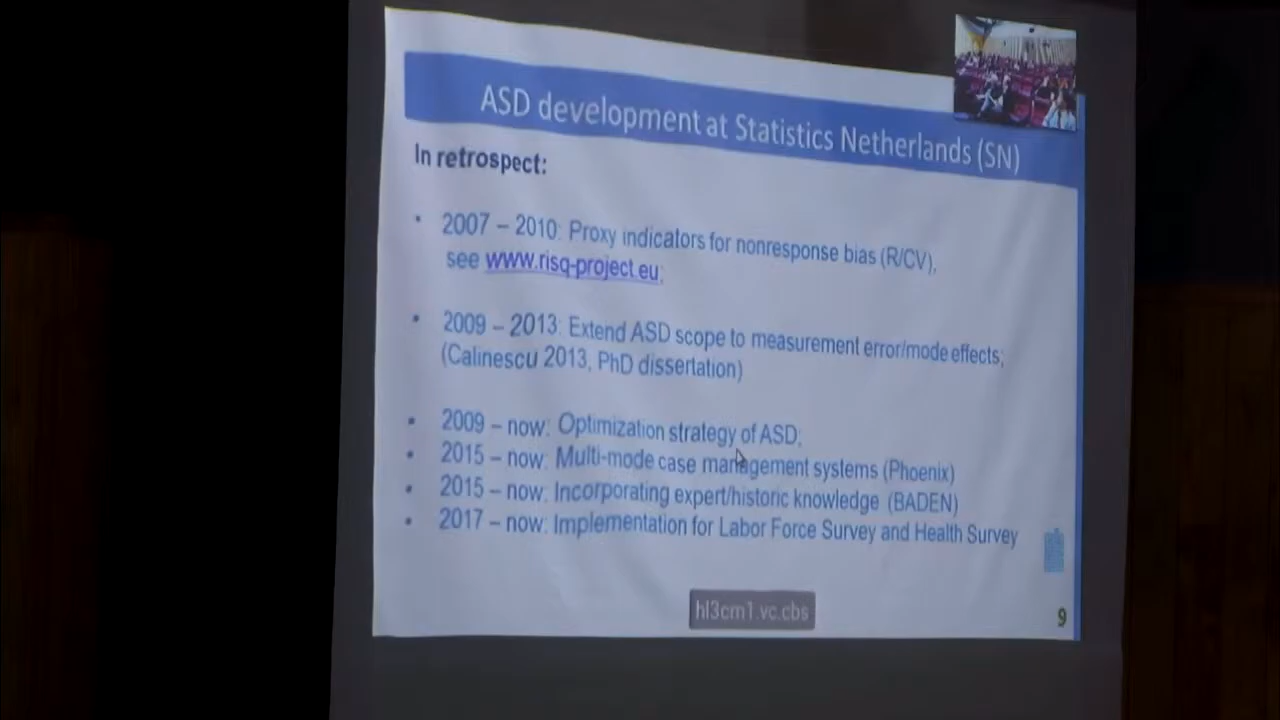 ASD development at Statistics Netherlands (SN)
In retrospect:
• 2007 – 2010: Proxy indicators for nonresponse bias (R/CV),
see www.risq-project.eu;
• 2009 – 2013: Extend ASD scope to measurement error/mode effects;
(Calinescu 2013, PhD dissertation)
• 2009 – now: Optimization strategy of ASD;
• 2015 – now: Multi-mode case management systems (Phoenix)
• 2015 – now: Incorporating expert/historic knowledge (BADEN)
• 2017 – now: Implementation for Labor Force Survey and Health Survey
hl3cm1.vc.cbs
9